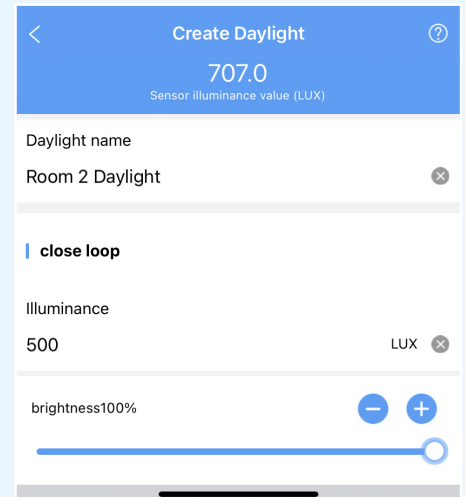 Create Daylight
707.0
Sensor illuminance value (LUX)
Daylight name
Room 2 Daylight
close loop
Illuminance
500 LUX
brightness100%